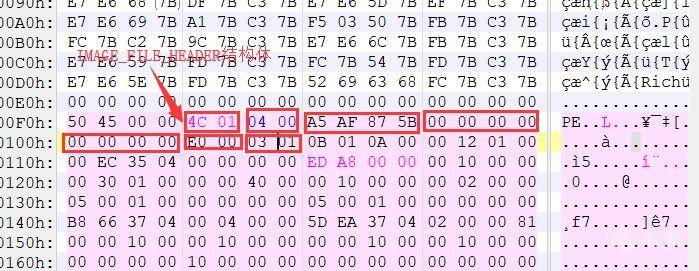 0090h: E7 E6 7B 7B C3 7B E7 E6 5D 7B EF 7B C3 7B
00A0h: E7 E6 69 7B A1 7B C3 7B F5 03 50 7B 7B C3 7B çæi{¡{Ã{õ.P{
00B0h: FC 7B C2 7B 9C 7B C3 7B E7 E6 6C 7B 7B C3 7B ü{Â{œ{Ã{çæl{
IMAGE_FILE_HEADER结构体
00C0h: E7 E6 59 7B FD 7B C3 7B FC 7B 54 7B FD 7B C3 7B çæY{ý{Ã{ü{T{ý
00D0h: E7 E6 5E 7B FD 7B C3 7B 52 69 63 68 FC 7B C3 7B çæ^{ý{Ã{Richü
00E0h: 00 00 00 00 00 00 00 00 00 00 00 00 00 00 00 00 .............
00F0h: 50 45 00 00 4C 01 04 00 A5 AF 87 5B 00 00 00 00 PE..L...¥¯‡[.
0100h: 00 00 00 00 E0 00 03 01 0B 01 0A 00 00 12 01 00 ....à........
0110h: 00 EC 35 04 00 00 00 00 ED A8 00 00 00 10 00 00 .ì5.....í¨...
0120h: 00 30 01 00 00 00 40 00 00 10 00 00 00 02 00 00 .0....@......
0130h: 05 00 01 00 00 00 00 00 05 00 01 00 00 00 00 00 .............
0140h: B8 66 37 04 00 04 00 00 5D EA 37 04 02 00 00 81 ¸f7.....]ê7..
0150h: 00 00 10 00 00 10 00 00 00 00 10 00 00 10 00 00 .............
0160h: 00 00 00 00 10 00 00 00 00 00 00 00 00 00 00 00 .............